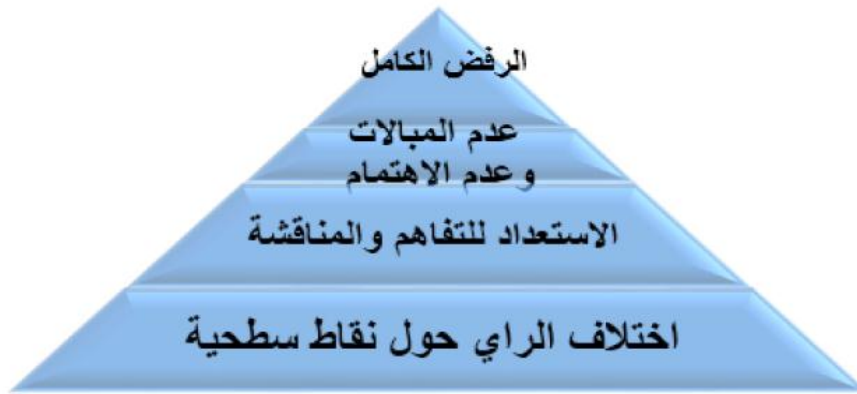 الرفض الكامل
عدم المبالات
وعدم الاهتمام
الاستعداد للتفاهم والمناقشة
اختلاف الراي حول نقاط سطحية